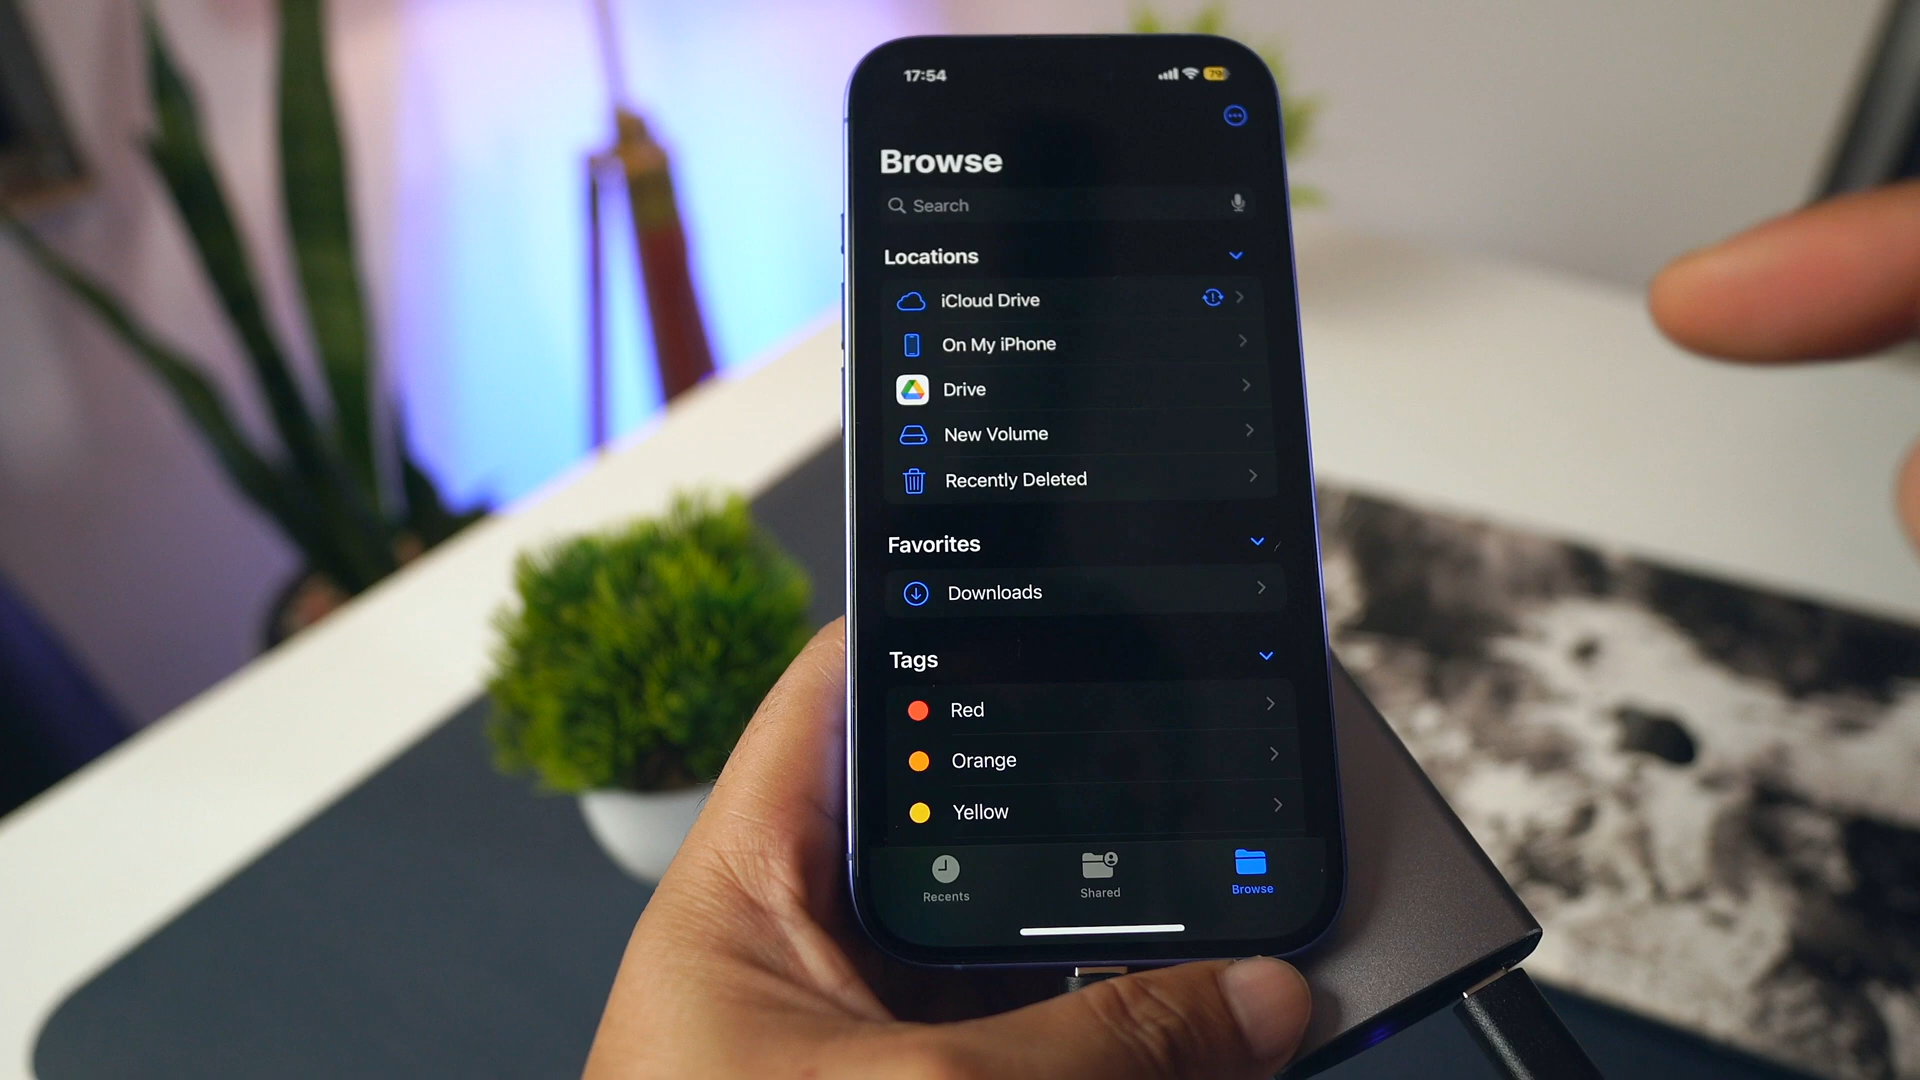 17:54
79
Browse
Search
Locations
iCloud Drive
On My iPhone
Drive
New Volume
Recently Deleted
Favorites
Downloads
Tags
Red
Orange
Yellow
Recents
Shared
Browse